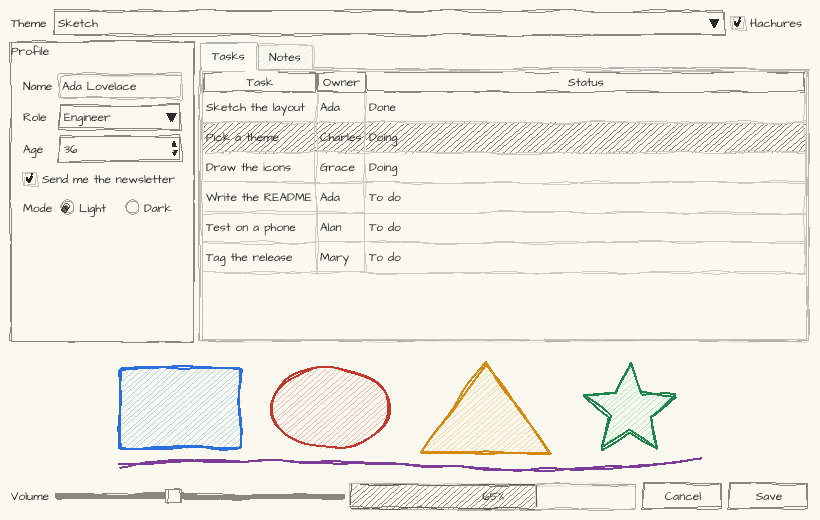 Theme Sketch Hachures
Profile
Name Ada Lovelace
Role Engineer
Age 36
Send me the newsletter
Mode Light Dark
Tasks Notes
Task Owner Status
Sketch the layout Ada Done
Pick a theme Charles Doing
Draw the icons Grace Doing
Write the README Ada To do
Test on a phone Alan To do
Tag the release Mary To do
Volume 65% Cancel Save